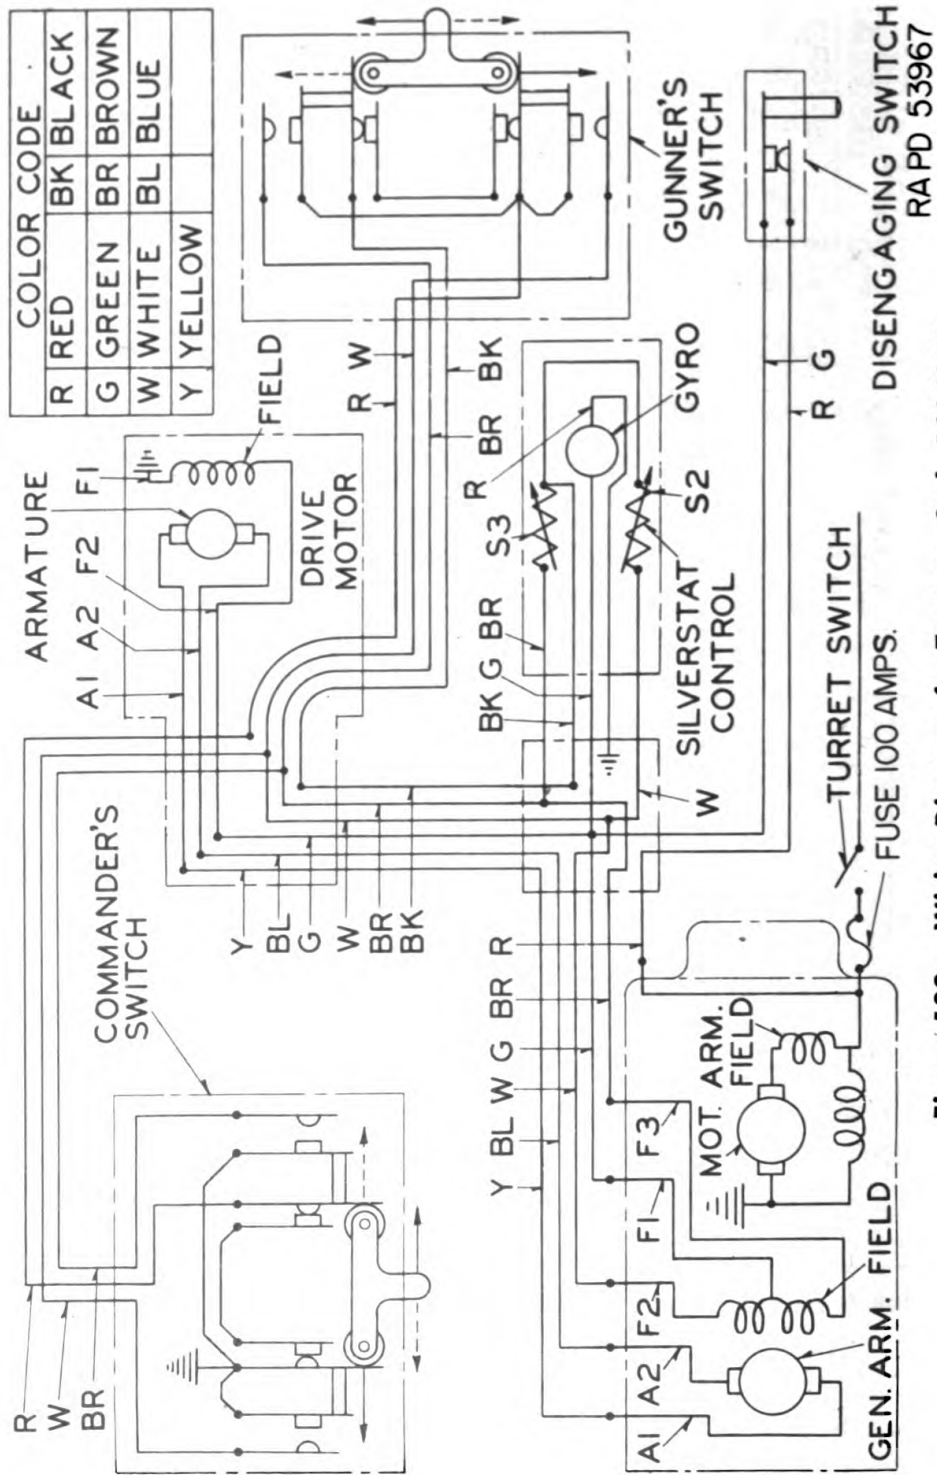 COLOR CODE
R RED BK BLACK
G GREEN BR BROWN
W WHITE BL BLUE
Y YELLOW
ARMATURE
A1 A2 F2 F1
FIELD
DRIVE
MOTOR
R W
BR BK
GUNNER'S
SWITCH
COMMANDER'S
SWITCH
R
W
BR
Y
BL
G
W
BR
BK
S3
R
GYRO
S2
BK G BR
SILVERSTAT
CONTROL
W
R G
DISENGAGING SWITCH
RA PD 53967
TURRET SWITCH
FUSE 100 AMPS.
Y BL W G BR R
A1 A2 F2 F1 F3
MOT. ARM.
FIELD
GEN. ARM. FIELD